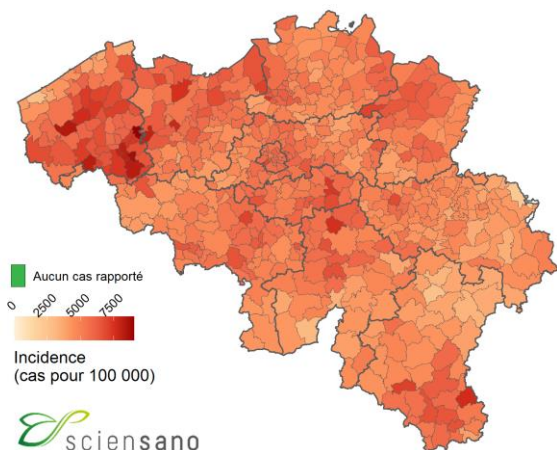 Aucun cas rapporté
0 2500 5000 7500
Incidence
(cas pour 100 000)
sciensano